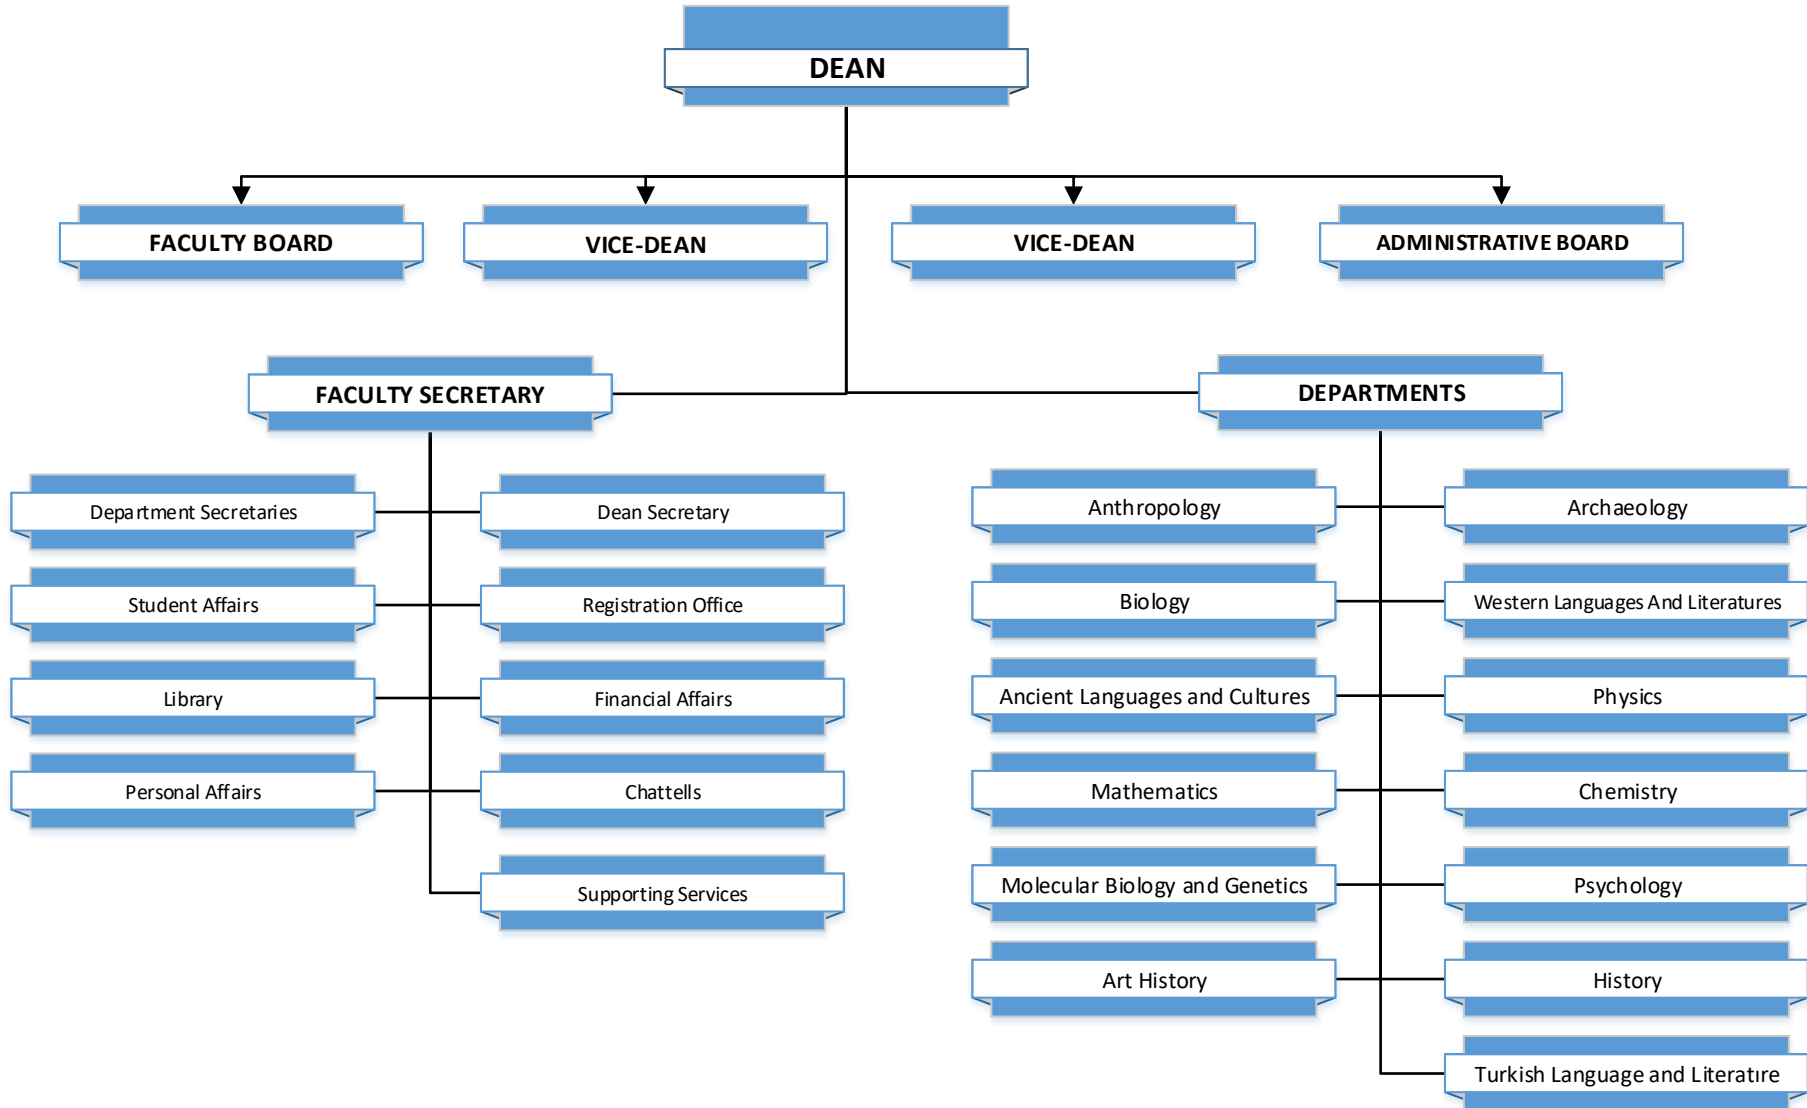 DEAN
FACULTY BOARD
VICE-DEAN
VICE-DEAN
ADMINISTRATIVE BOARD
FACULTY SECRETARY
DEPARTMENTS
Department Secretaries
Dean Secretary
Student Affairs
Registration Office
Library
Financial Affairs
Personal Affairs
Chattells
Supporting Services
Anthropology
Archaeology
Biology
Western Languages And Literatures
Ancient Languages and Cultures
Physics
Mathematics
Chemistry
Molecular Biology and Genetics
Psychology
Art History
History
Turkish Language and Literatıre